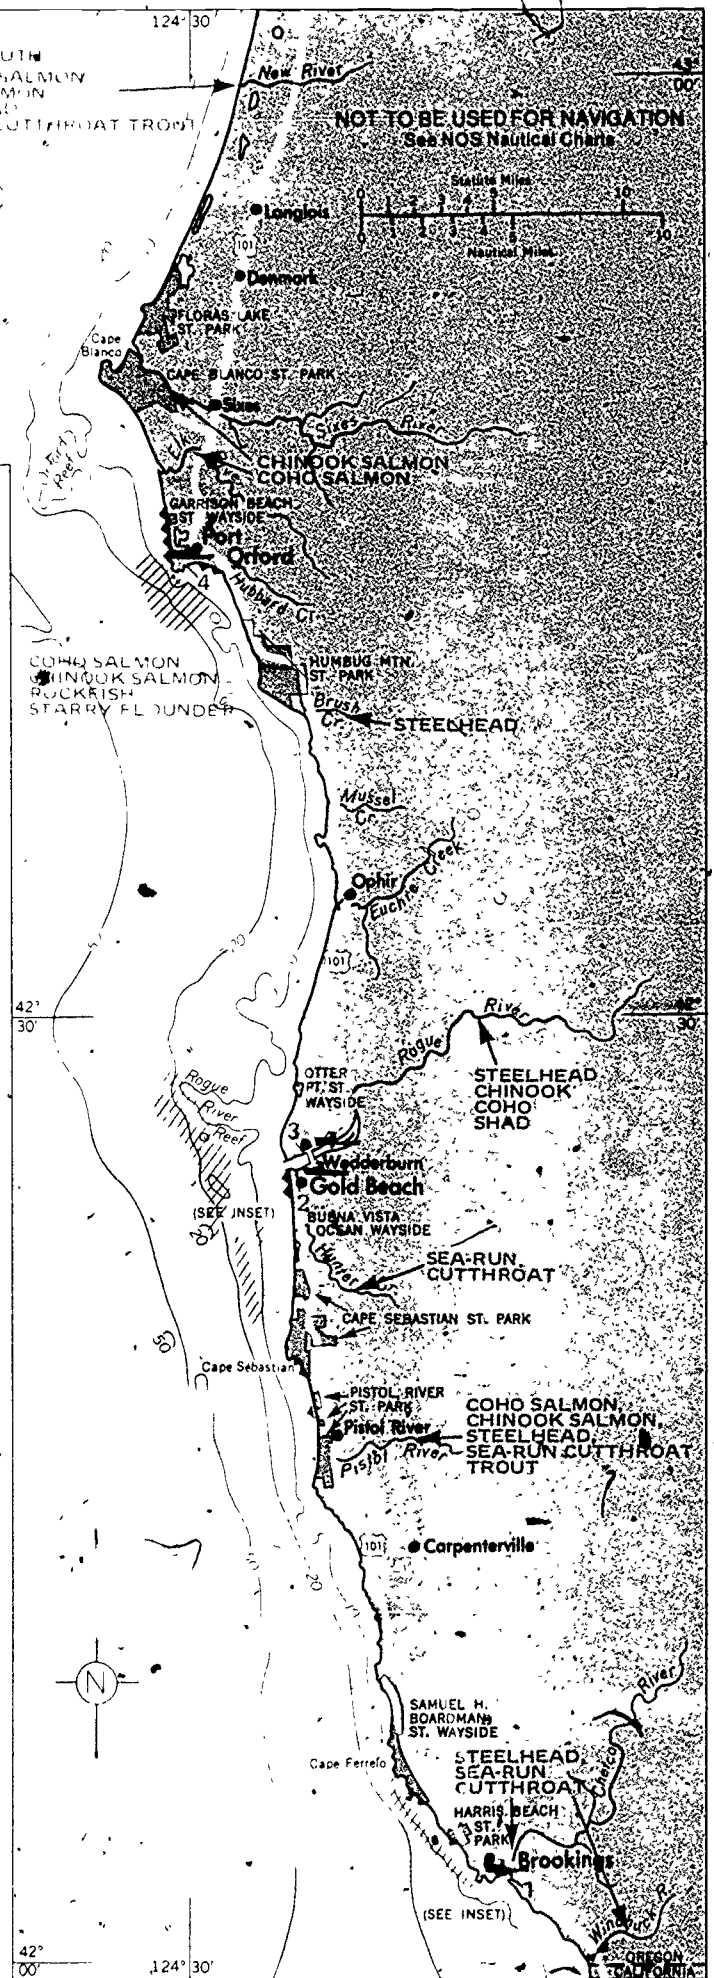 124°30'
SALMON
CUTTHROAT TROUT
New River
43°
00'
NOT TO BE USED FOR NAVIGATION
See NOS Nautical Charts
Statute Miles
0 1 2 3 4 5 10
0 1 2 3 4 5 10
Nautical Miles
Langlois
101
Denmark
FLORAS LAKE
ST. PARK
Cape
Blanco
CAPE BLANCO ST. PARK
Sixes
Sixes River
Elk
Reef
CHINOOK SALMON
COHO SALMON
GARRISON BEACH
ST. WAYSIDE
Port
Orford
4
Hubbard Cr.
COHO SALMON
CHINOOK SALMON
ROCKFISH
STARRY FLOUNDER
HUMBUG MTN.
ST. PARK
Brush
Cr.
STEELHEAD
Mussel
Cr.
Ophir
Euchre Creek
101
20
42°
30'
42°
30'
Rogue River
Rogue
River
Reef
OTTER
PT. ST.
WAYSIDE
STEELHEAD
CHINOOK
COHO
SHAD
3
Wedderburn
Gold Beach
2
(SEE INSET)
BUENA VISTA
OCEAN WAYSIDE
Hunter
SEA-RUN
CUTTHROAT
CAPE SEBASTIAN ST. PARK
50
Cape Sebastian
PISTOL RIVER
ST. PARK
Pistol River
Pistol River
COHO SALMON,
CHINOOK SALMON,
STEELHEAD,
SEA-RUN CUTTHROAT
TROUT
101
Carpenterville
20
N
SAMUEL H.
BOARDMAN
ST. WAYSIDE
Cape Ferrelo
STEELHEAD,
SEA-RUN
CUTTHROAT
Chetco River
HARRIS BEACH
ST.
PARK
Brookings
1
(SEE INSET)
Winchuck R.
42°
00'
124°30'
OREGON
CALIFORNIA